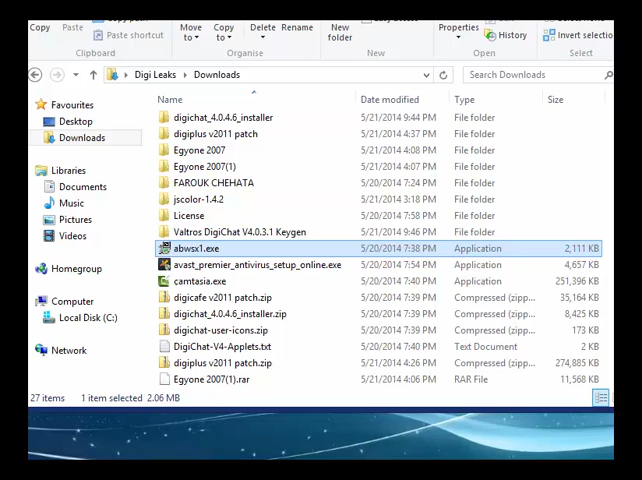 Copy Paste Paste shortcut Move to Copy to Delete Rename New folder Properties History Open Invert selectio
Clipboard Organise New Open Select
Digi Leaks Downloads Search Downloads
Name Date modified Type Size
Favourites
Desktop
Downloads
Libraries
Documents
Music
Pictures
Videos
Homegroup
Computer
Local Disk (C:)
Network
digichat_4.0.4.6_installer 5/21/2014 9:44 PM File folder
digiplus v2011 patch 5/21/2014 4:37 PM File folder
Egyone 2007 5/21/2014 4:08 PM File folder
Egyone 2007(1) 5/21/2014 4:07 PM File folder
FAROUK CHEHATA 5/20/2014 7:24 PM File folder
jscolor-1.4.2 5/21/2014 3:18 PM File folder
License 5/20/2014 7:58 PM File folder
Valtros DigiChat V4.0.3.1 Keygen 5/21/2014 9:46 PM File folder
abwsx1.exe 5/20/2014 7:38 PM Application 2,111 KB
avast_premier_antivirus_setup_online.exe 5/20/2014 7:54 PM Application 4,657 KB
camtasia.exe 5/20/2014 7:40 PM Application 251,396 KB
digicafe v2011 patch.zip 5/20/2014 7:39 PM Compressed (zipp... 35,164 KB
digichat_4.0.4.6_installer.zip 5/20/2014 7:39 PM Compressed (zipp... 8,425 KB
digichat-user-icons.zip 5/20/2014 7:39 PM Compressed (zipp... 173 KB
DigiChat-V4-Applets.txt 5/20/2014 7:40 PM Text Document 2 KB
digiplus v2011 patch.zip 5/21/2014 4:26 PM Compressed (zipp... 274,885 KB
Egyone 2007(1).rar 5/21/2014 4:06 PM RAR File 11,568 KB
27 items 1 item selected 2.06 MB